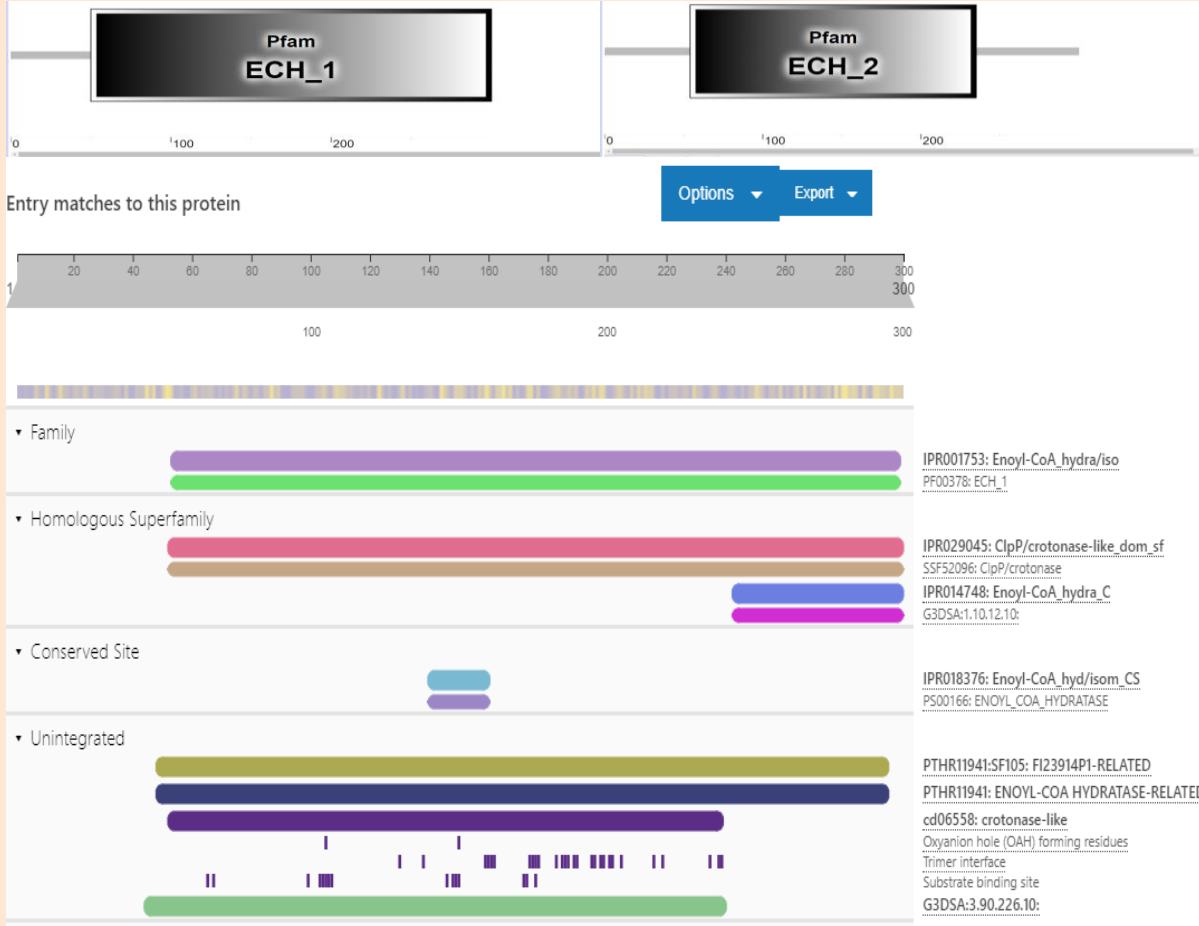 Pfam
ECH_1
Pfam
ECH_2
0 100 200
0 100 200
Entry matches to this protein
Options
Export
20 40 60 80 100 120 140 160 180 200 220 240 260 280 300
1 300
100 200 300
Family
IPR001753: Enoyl-CoA_hydra/iso
PF00378: ECH_1
Homologous Superfamily
IPR029045: ClpP/crotonase-like_dom_sf
SSF52096: ClpP/crotonase
IPR014748: Enoyl-CoA_hydra_C
G3DSA:1.10.12.10:
Conserved Site
IPR018376: Enoyl-CoA_hyd/isom_CS
PS00166: ENOYL_COA_HYDRATASE
Unintegrated
PTHR11941:SF105: FI23914P1-RELATED
PTHR11941: ENOYL-COA HYDRATASE-RELATED
cd06558: crotonase-like
Oxyanion hole (OAH) forming residues
Trimer interface
Substrate binding site
G3DSA:3.90.226.10: